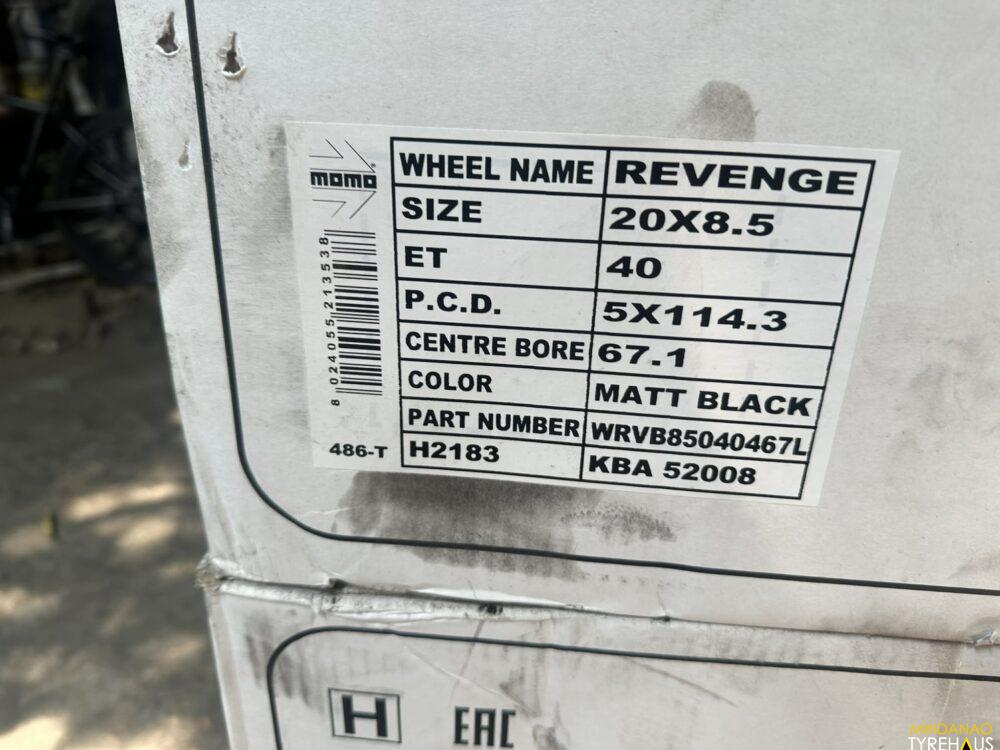 momo
WHEEL NAME REVENGE
SIZE 20X8.5
ET 40
P.C.D. 5X114.3
CENTRE BORE 67.1
COLOR MATT BLACK
PART NUMBER WRVB85040467L
H2183 KBA 52008
8 024055 213538
486-T
H EAC
MINDANAO
TYREHAUS